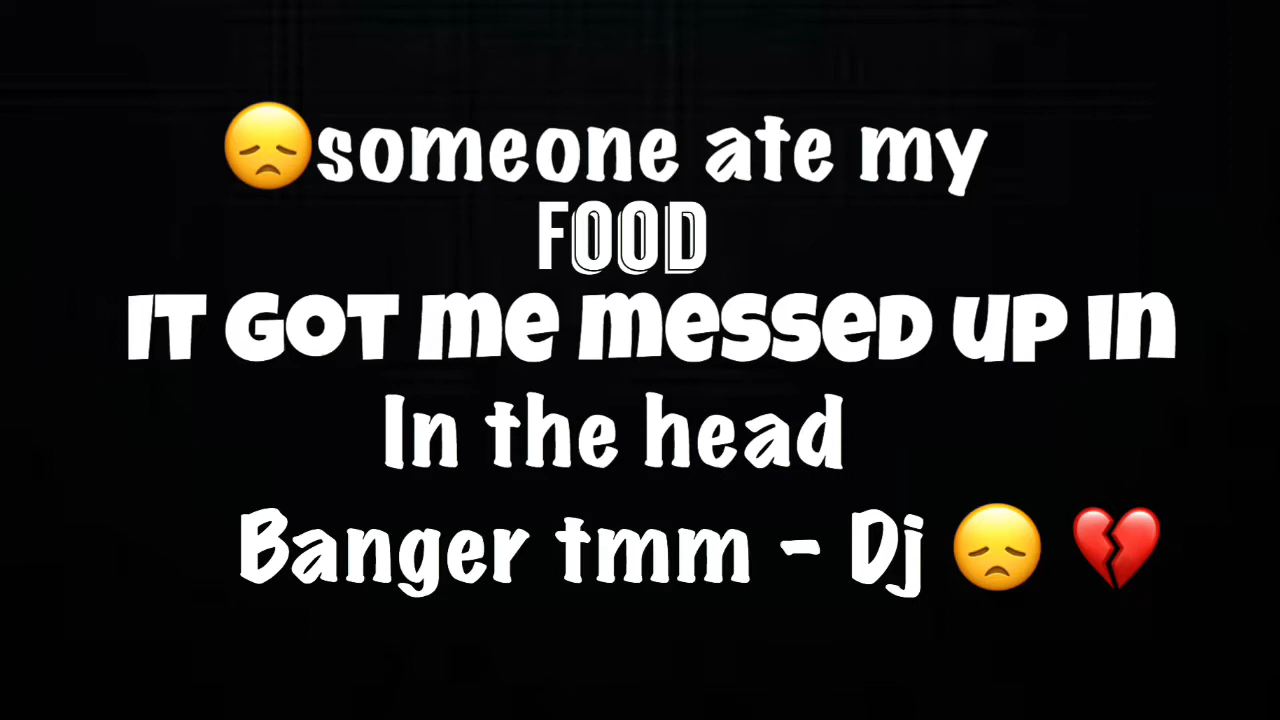 😞someone ate my
FOOD
IT GOT me messed up in
In the head
Banger tmm - Dj 😞 💔